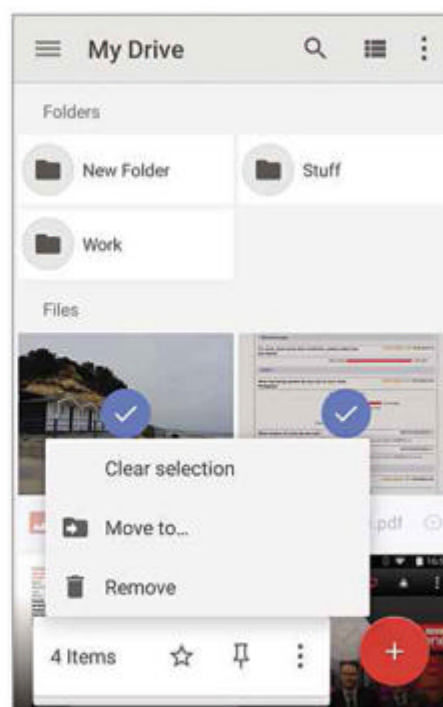 My Drive
Folders
New Folder
Stuff
Work
Files
Clear selection
Move to...
.pdf
Remove
4 Items